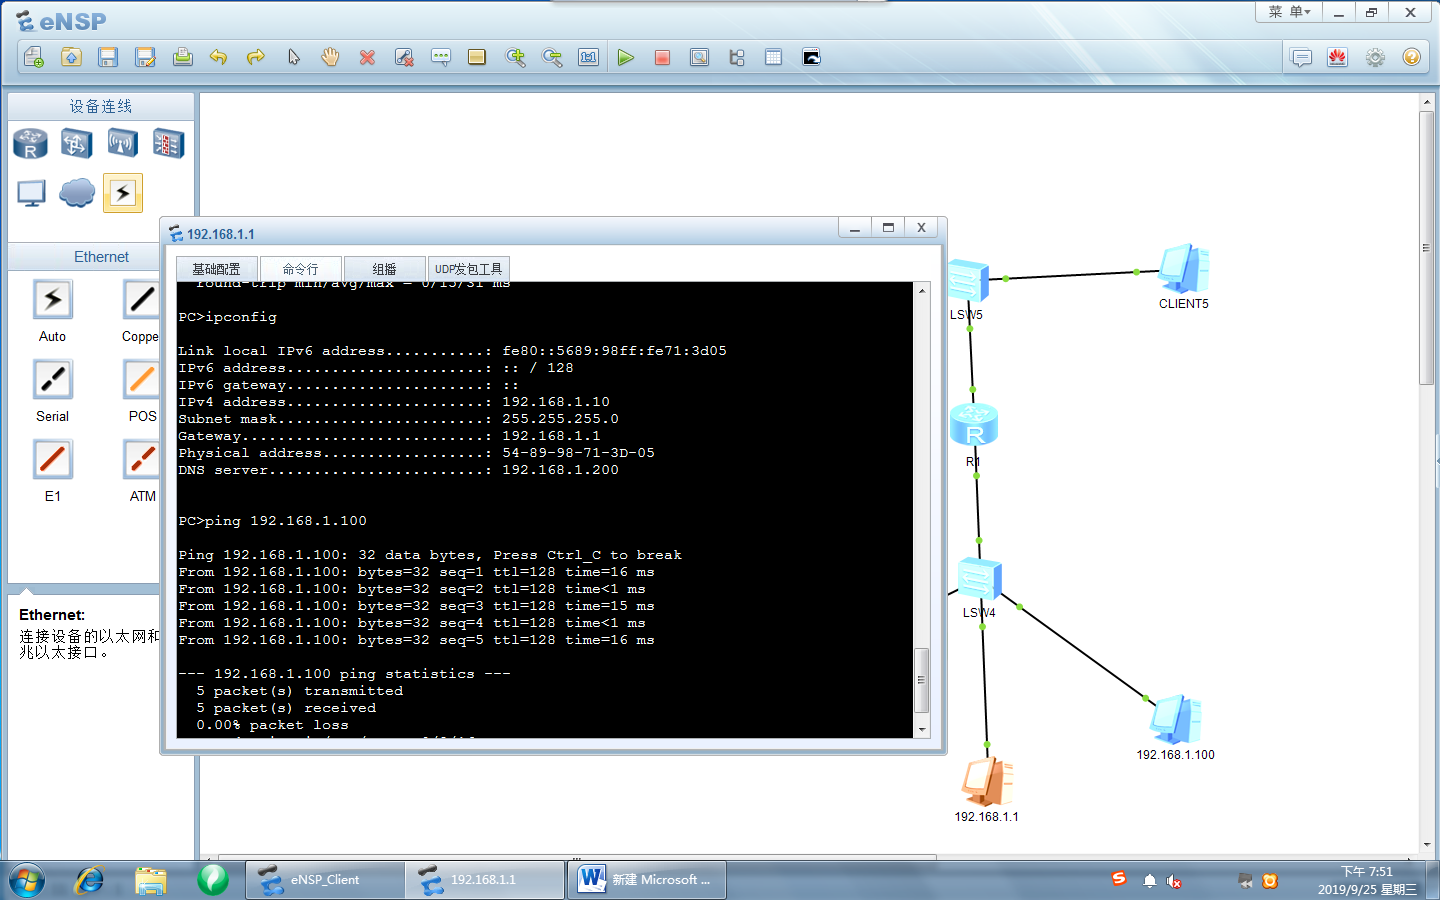 eNSP
菜 单
设备连线
Ethernet
Auto
Coppe
Serial
POS
E1
ATM
Ethernet:
连接设备的以太网和
兆以太接口。
192.168.1.1
基础配置
命令行
组播
UDP发包工具
round-trip min/avg/max = 0/15/31 ms
PC>ipconfig
Link local IPv6 address...........: fe80::5689:98ff:fe71:3d05
IPv6 address......................: :: / 128
IPv6 gateway......................: ::
IPv4 address......................: 192.168.1.10
Subnet mask.......................: 255.255.255.0
Gateway...........................: 192.168.1.1
Physical address..................: 54-89-98-71-3D-05
DNS server........................: 192.168.1.200
PC>ping 192.168.1.100
Ping 192.168.1.100: 32 data bytes, Press Ctrl_C to break
From 192.168.1.100: bytes=32 seq=1 ttl=128 time=16 ms
From 192.168.1.100: bytes=32 seq=2 ttl=128 time<1 ms
From 192.168.1.100: bytes=32 seq=3 ttl=128 time=15 ms
From 192.168.1.100: bytes=32 seq=4 ttl=128 time<1 ms
From 192.168.1.100: bytes=32 seq=5 ttl=128 time=16 ms
--- 192.168.1.100 ping statistics ---
5 packet(s) transmitted
5 packet(s) received
0.00% packet loss
LSW5
CLIENT5
R
R1
LSW4
192.168.1.100
192.168.1.1
eNSP_Client
192.168.1.1
新建 Microsoft ...
下午 7:51
2019/9/25 星期三